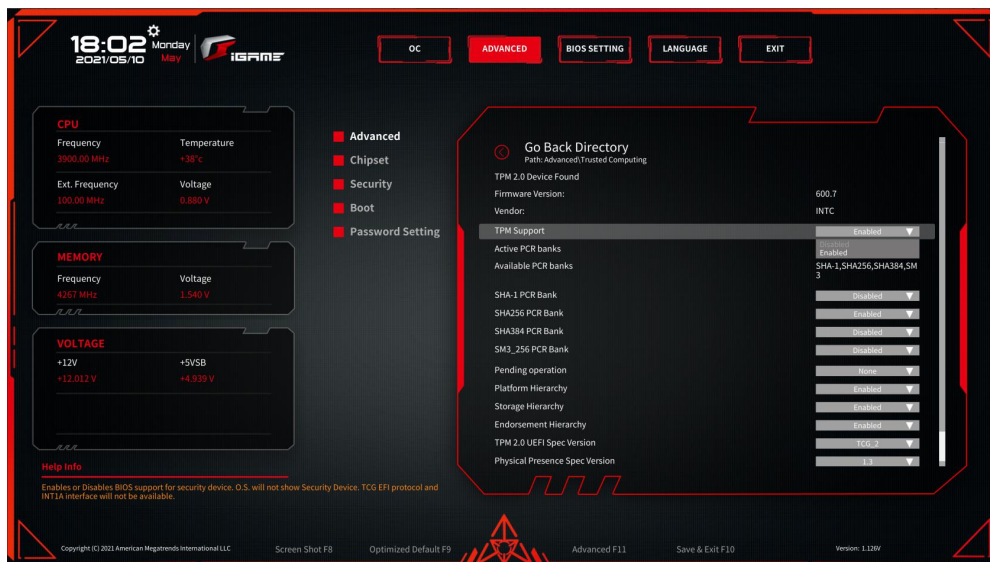 18:02
Monday
2021/05/10
May
iGAME
OC
ADVANCED
BIOS SETTING
LANGUAGE
EXIT
CPU
Frequency Temperature
3900.00 MHz +38°c
Ext. Frequency Voltage
100.00 MHz 0.880 V
MEMORY
Frequency Voltage
4267 MHz 1.540 V
VOLTAGE
+12V +5VSB
+12.012 V +4.939 V
Help Info
Enables or Disables BIOS support for security device. O.S. will not show Security Device. TCG EFI protocol and
INT1A interface will not be available.
Advanced
Chipset
Security
Boot
Password Setting
Go Back Directory
Path: Advanced\Trusted Computing
TPM 2.0 Device Found
Firmware Version: 600.7
Vendor: INTC
TPM Support Enabled
Disabled
Enabled
Active PCR banks
Available PCR banks SHA-1,SHA256,SHA384,SM
3
SHA-1 PCR Bank Disabled
SHA256 PCR Bank Enabled
SHA384 PCR Bank Disabled
SM3_256 PCR Bank Disabled
Pending operation None
Platform Hierarchy Enabled
Storage Hierarchy Enabled
Endorsement Hierarchy Enabled
TPM 2.0 UEFI Spec Version TCG_2
Physical Presence Spec Version 1.3
Copyright (C) 2021 American Megatrends International LLC
Screen Shot F8
Optimized Default F9
Advanced F11
Save & Exit F10
Version: 1.126V